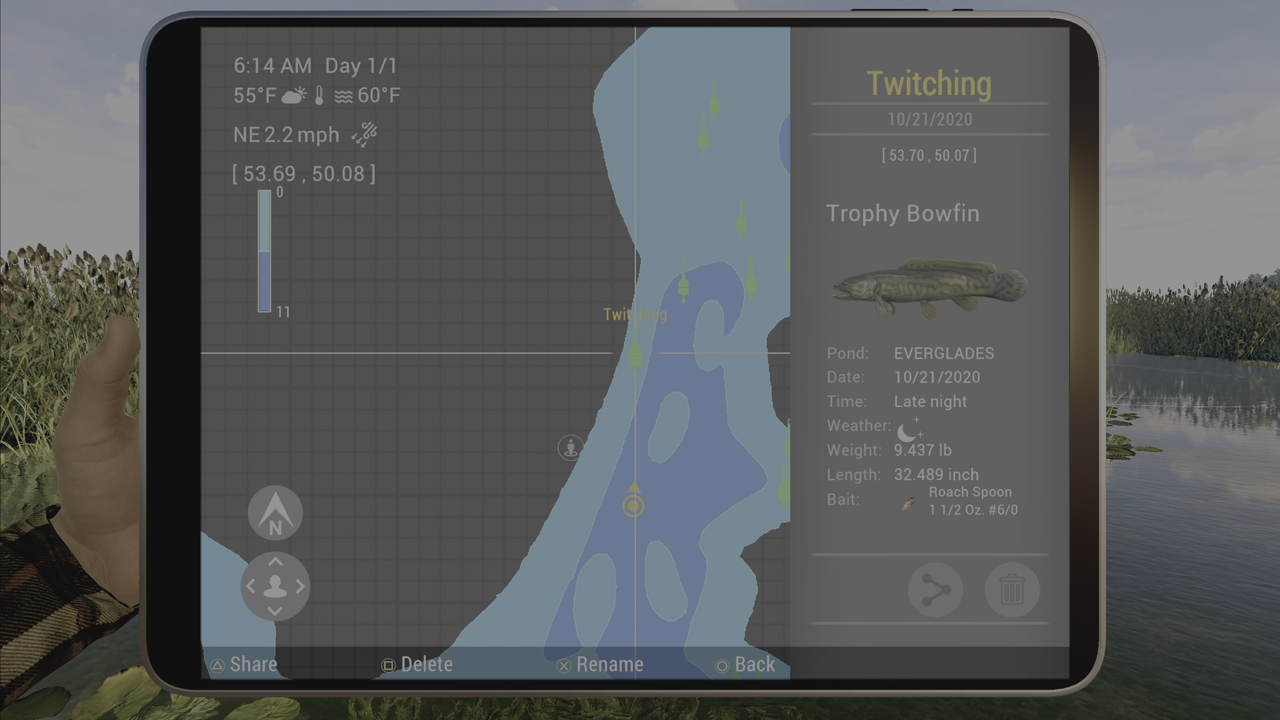 6:14 AM Day 1/1
55°F 60°F
NE 2.2 mph
[ 53.69 , 50.08 ]
0
11
Twitching
N
Share
Delete
Rename
Back
Twitching
10/21/2020
[ 53.70 , 50.07 ]
Trophy Bowfin
Pond: EVERGLADES
Date: 10/21/2020
Time: Late night
Weather:
Weight: 9.437 lb
Length: 32.489 inch
Bait: Roach Spoon
1 1/2 Oz. #6/0